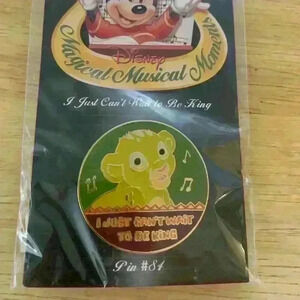 DISNEY
Magical Musical Moments
I Just Can't Wait to Be King
I JUST CAN'T WAIT
TO BE KING
Pin #84